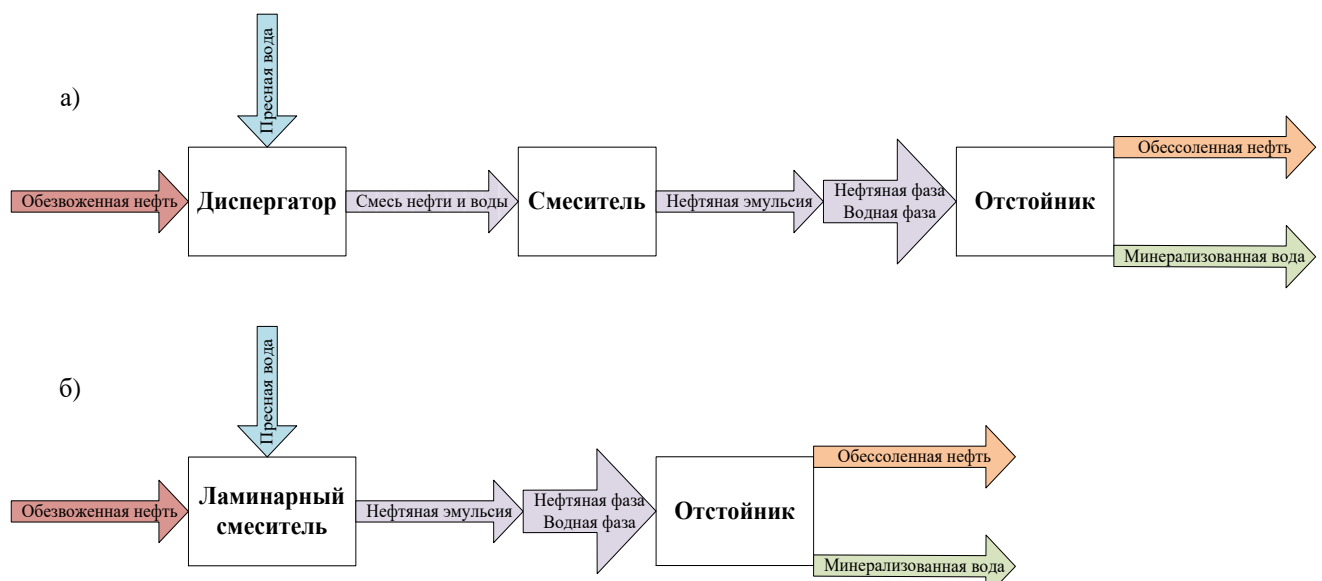 а)
Пресная вода
Обезвоженная нефть
Диспергатор
Смесь нефти и воды
Смеситель
Нефтяная эмульсия
Нефтяная фаза
Водная фаза
Отстойник
Обессоленная нефть
Минерализованная вода
б)
Пресная вода
Обезвоженная нефть
Ламинарный
смеситель
Нефтяная эмульсия
Нефтяная фаза
Водная фаза
Отстойник
Обессоленная нефть
Минерализованная вода